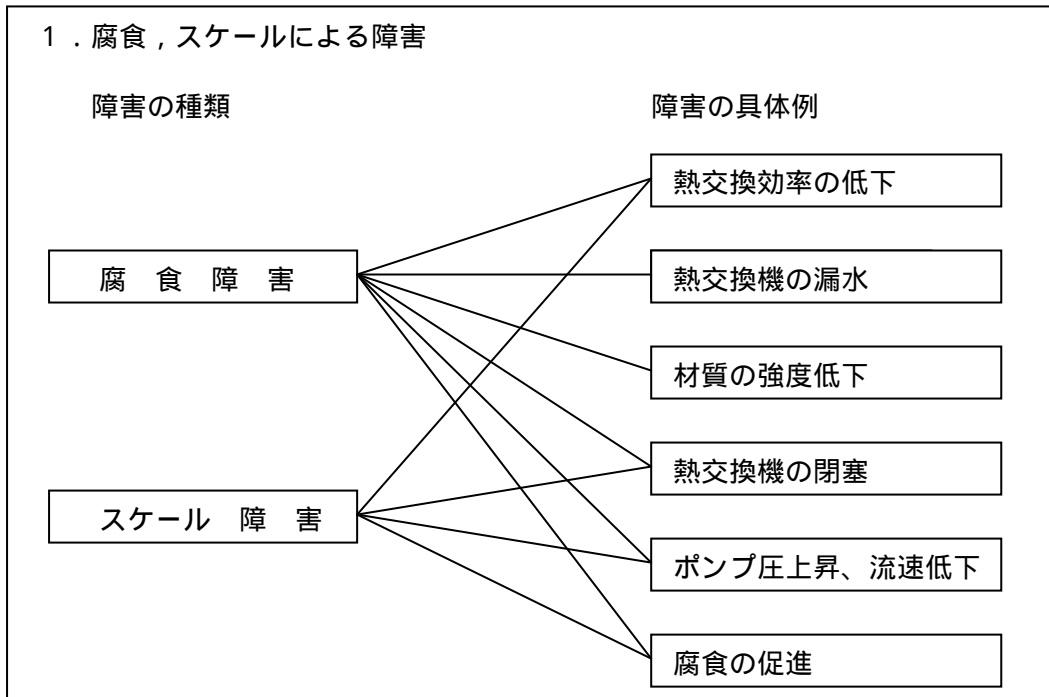 1．腐食，スケールによる障害
障害の種類
障害の具体例
熱交換効率の低下
腐 食 障 害
熱交換機の漏水
材質の強度低下
熱交換機の閉塞
スケール 障 害
ポンプ圧上昇、流速低下
腐食の促進